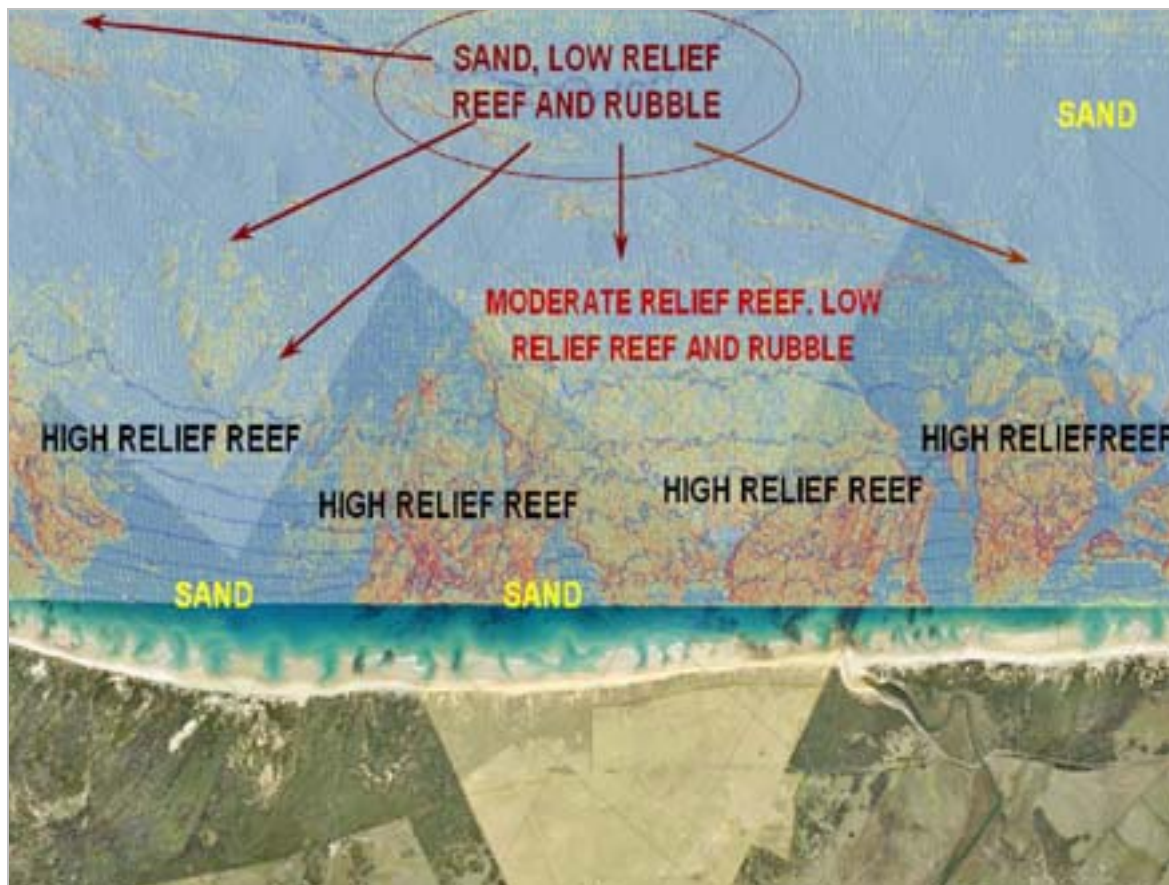 SAND, LOW RELIEF
REEF AND RUBBLE
SAND
MODERATE RELIEF REEF. LOW
RELIEF REEF AND RUBBLE
HIGH RELIEF REEF
HIGH RELIEFREEF
HIGH RELIEF REEF
HIGH RELIEF REEF
SAND
SAND